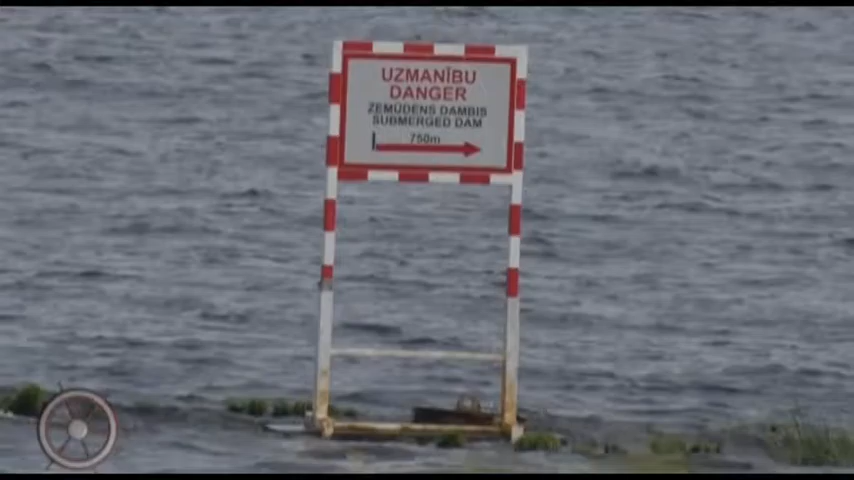 UZMANĪBU
DANGER
ZEMŪDENS DAMBIS
SUBMERGED DAM
750m